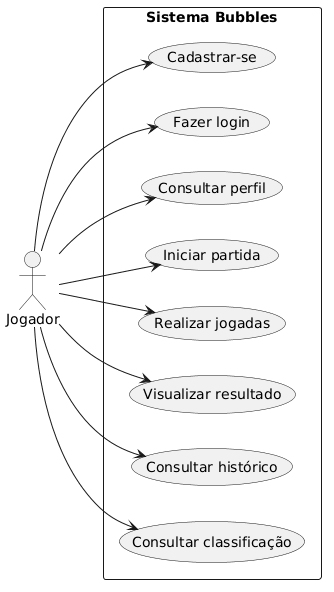 Sistema Bubbles
Cadastrar-se
Fazer login
Consultar perfil
Iniciar partida
Jogador
Realizar jogadas
Visualizar resultado
Consultar histórico
Consultar classificação